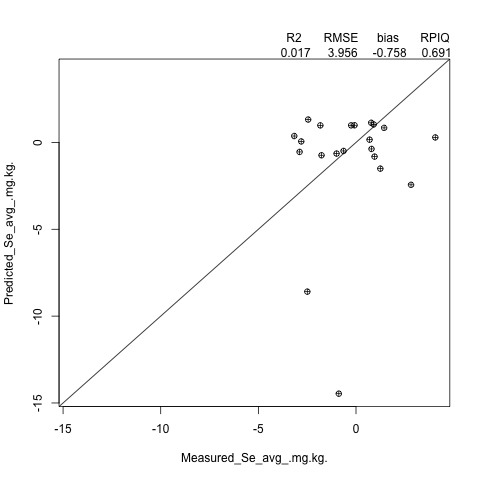 R2 RMSE bias RPIQ
0.017 3.956 -0.758 0.691
0
-5
-10
-15
Predicted_Se_avg_.mg.kg.
-15 -10 -5 0
Measured_Se_avg_.mg.kg.